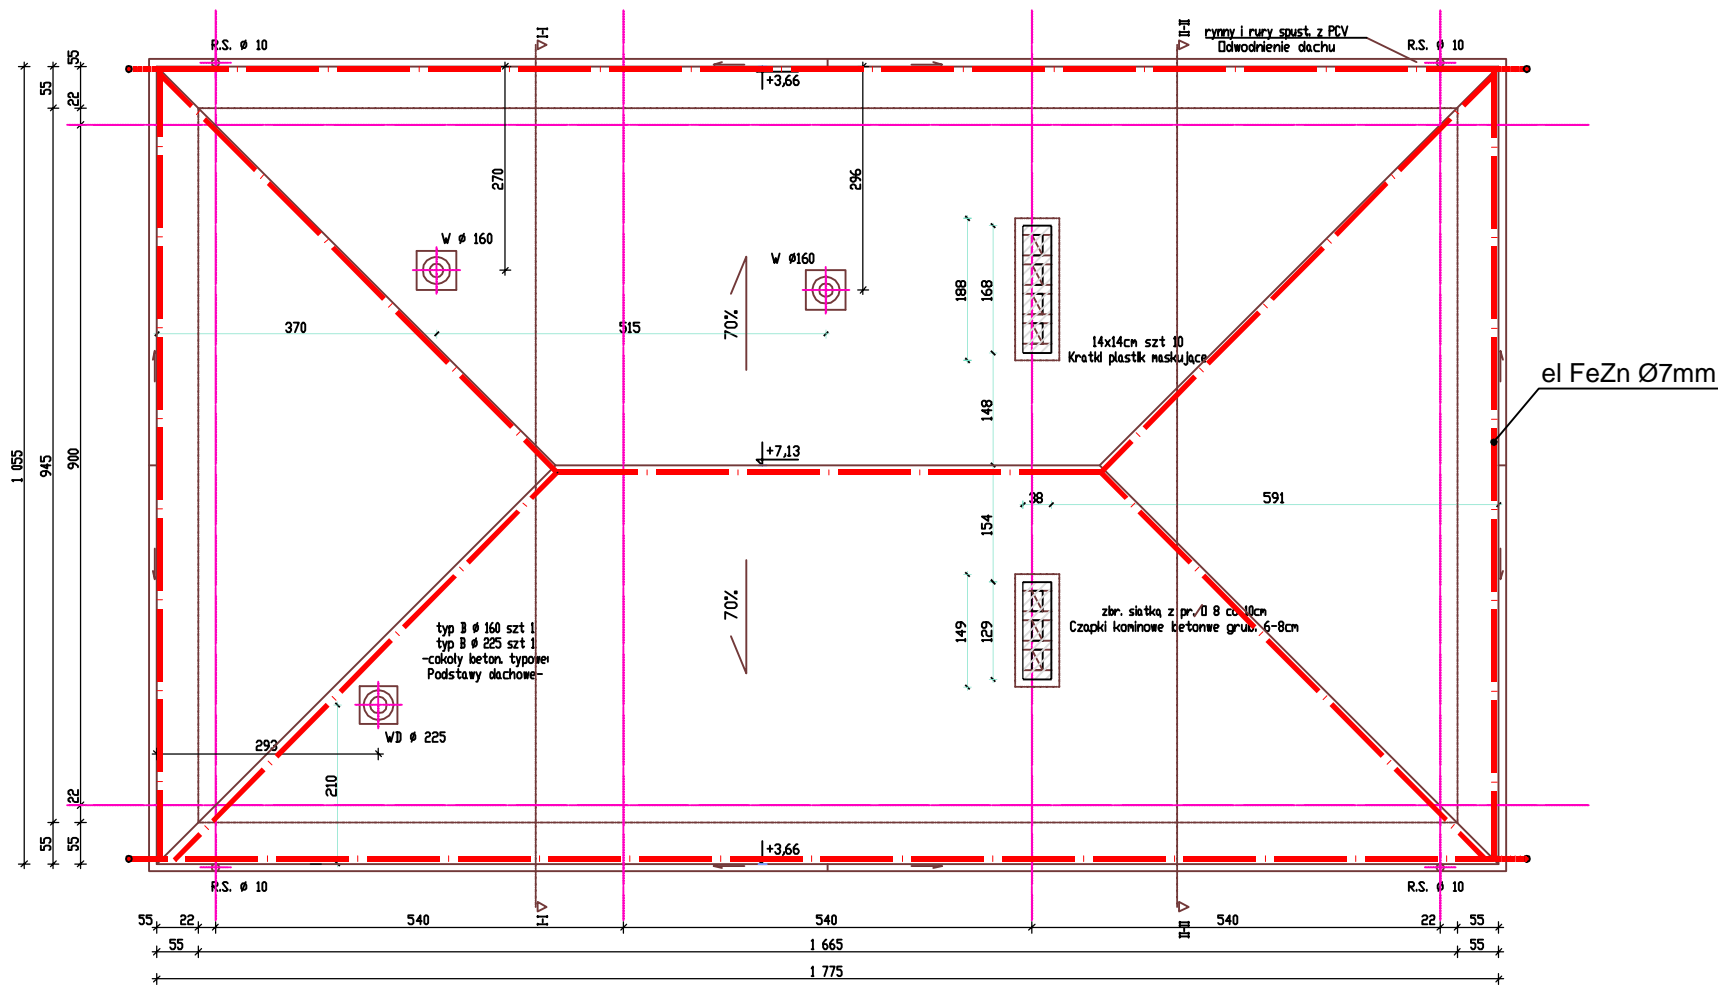 R.S. ø 10
I-I
II-II
rynny i rury spust. z PCV
Odwodnienie dachu
R.S. ø 10
+3,66
55
55
22
270
296
W ø 160
W ø160
188
168
70%
370
515
14x14cm szt 10
Kratki plastik maskujące
el FeZn Ø7mm
148
+7,13
1 055
945
900
38
591
154
70%
149
129
zbr. siatką z pr. 8 co 10cm
Czapki kominowe betonwe grub. 6-8cm
typ B ø 160 szt 1
typ B ø 225 szt 1
-cokoły beton. typowe
Podstawy dachowe-
WD ø 225
293
210
22
55
55
+3,66
R.S. ø 10
R.S. ø 10
I-I
II-II
55
22
540
540
540
22
55
55
1 665
55
1 775